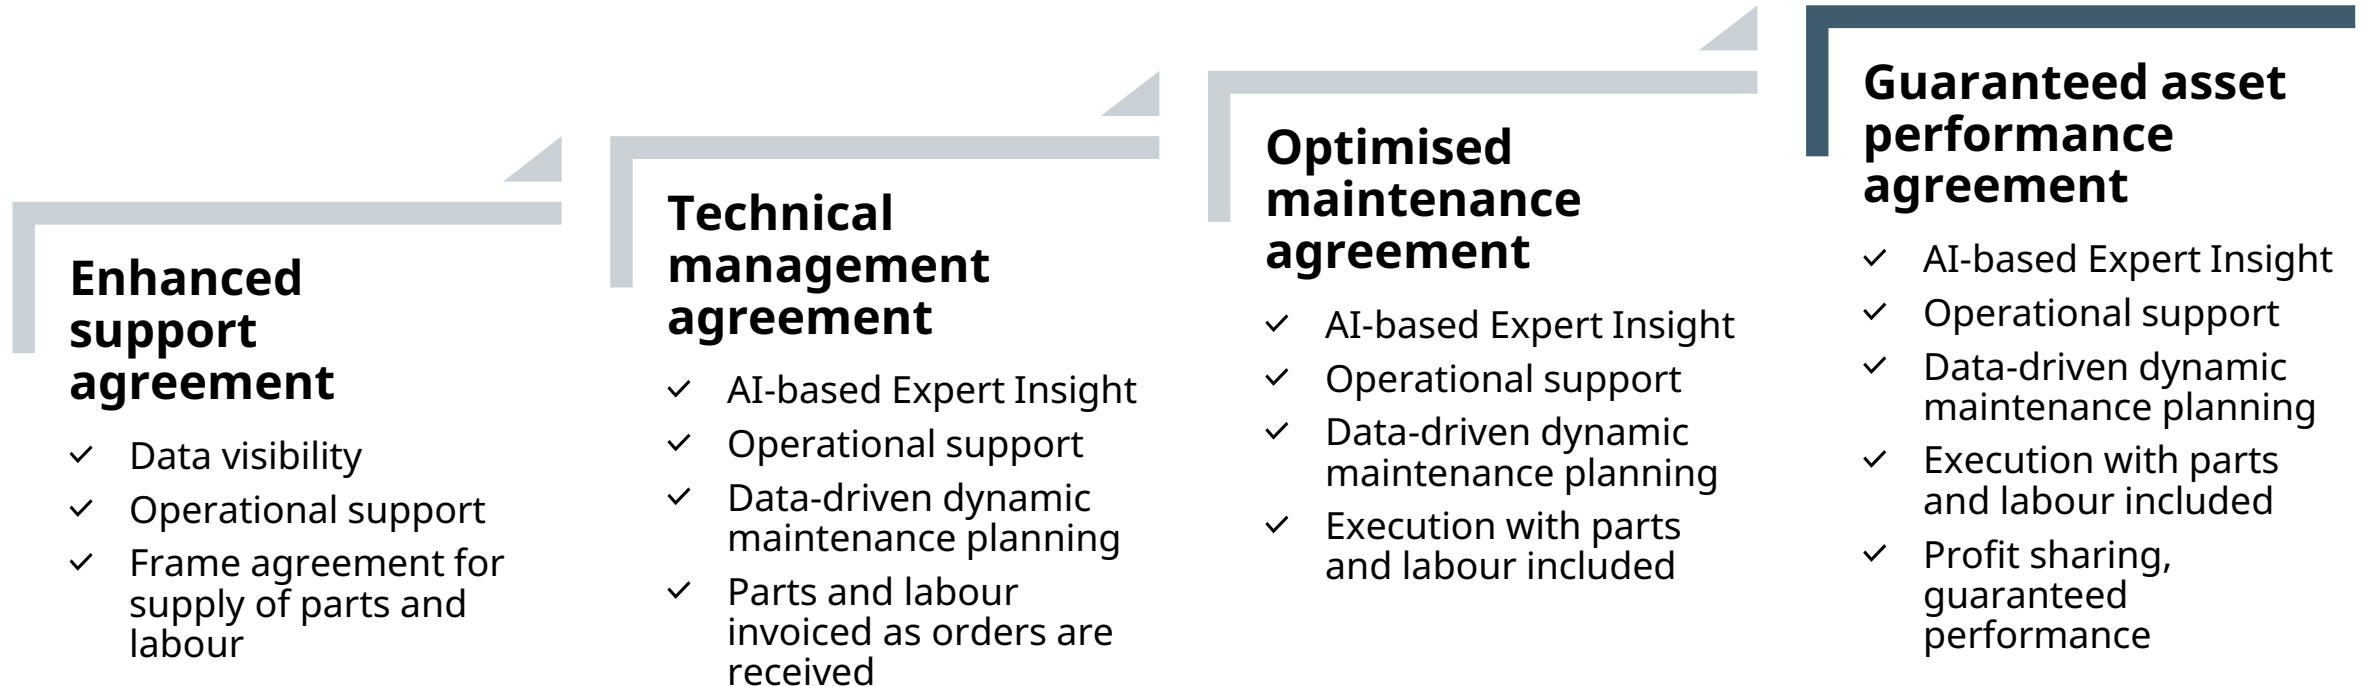 Enhanced
support
agreement
Data visibility
Operational support
Frame agreement for
supply of parts and
labour
Technical
management
agreement
AI-based Expert Insight
Operational support
Data-driven dynamic
maintenance planning
Parts and labour
invoiced as orders are
received
Optimised
maintenance
agreement
AI-based Expert Insight
Operational support
Data-driven dynamic
maintenance planning
Execution with parts
and labour included
Guaranteed asset
performance
agreement
AI-based Expert Insight
Operational support
Data-driven dynamic
maintenance planning
Execution with parts
and labour included
Profit sharing,
guaranteed
performance